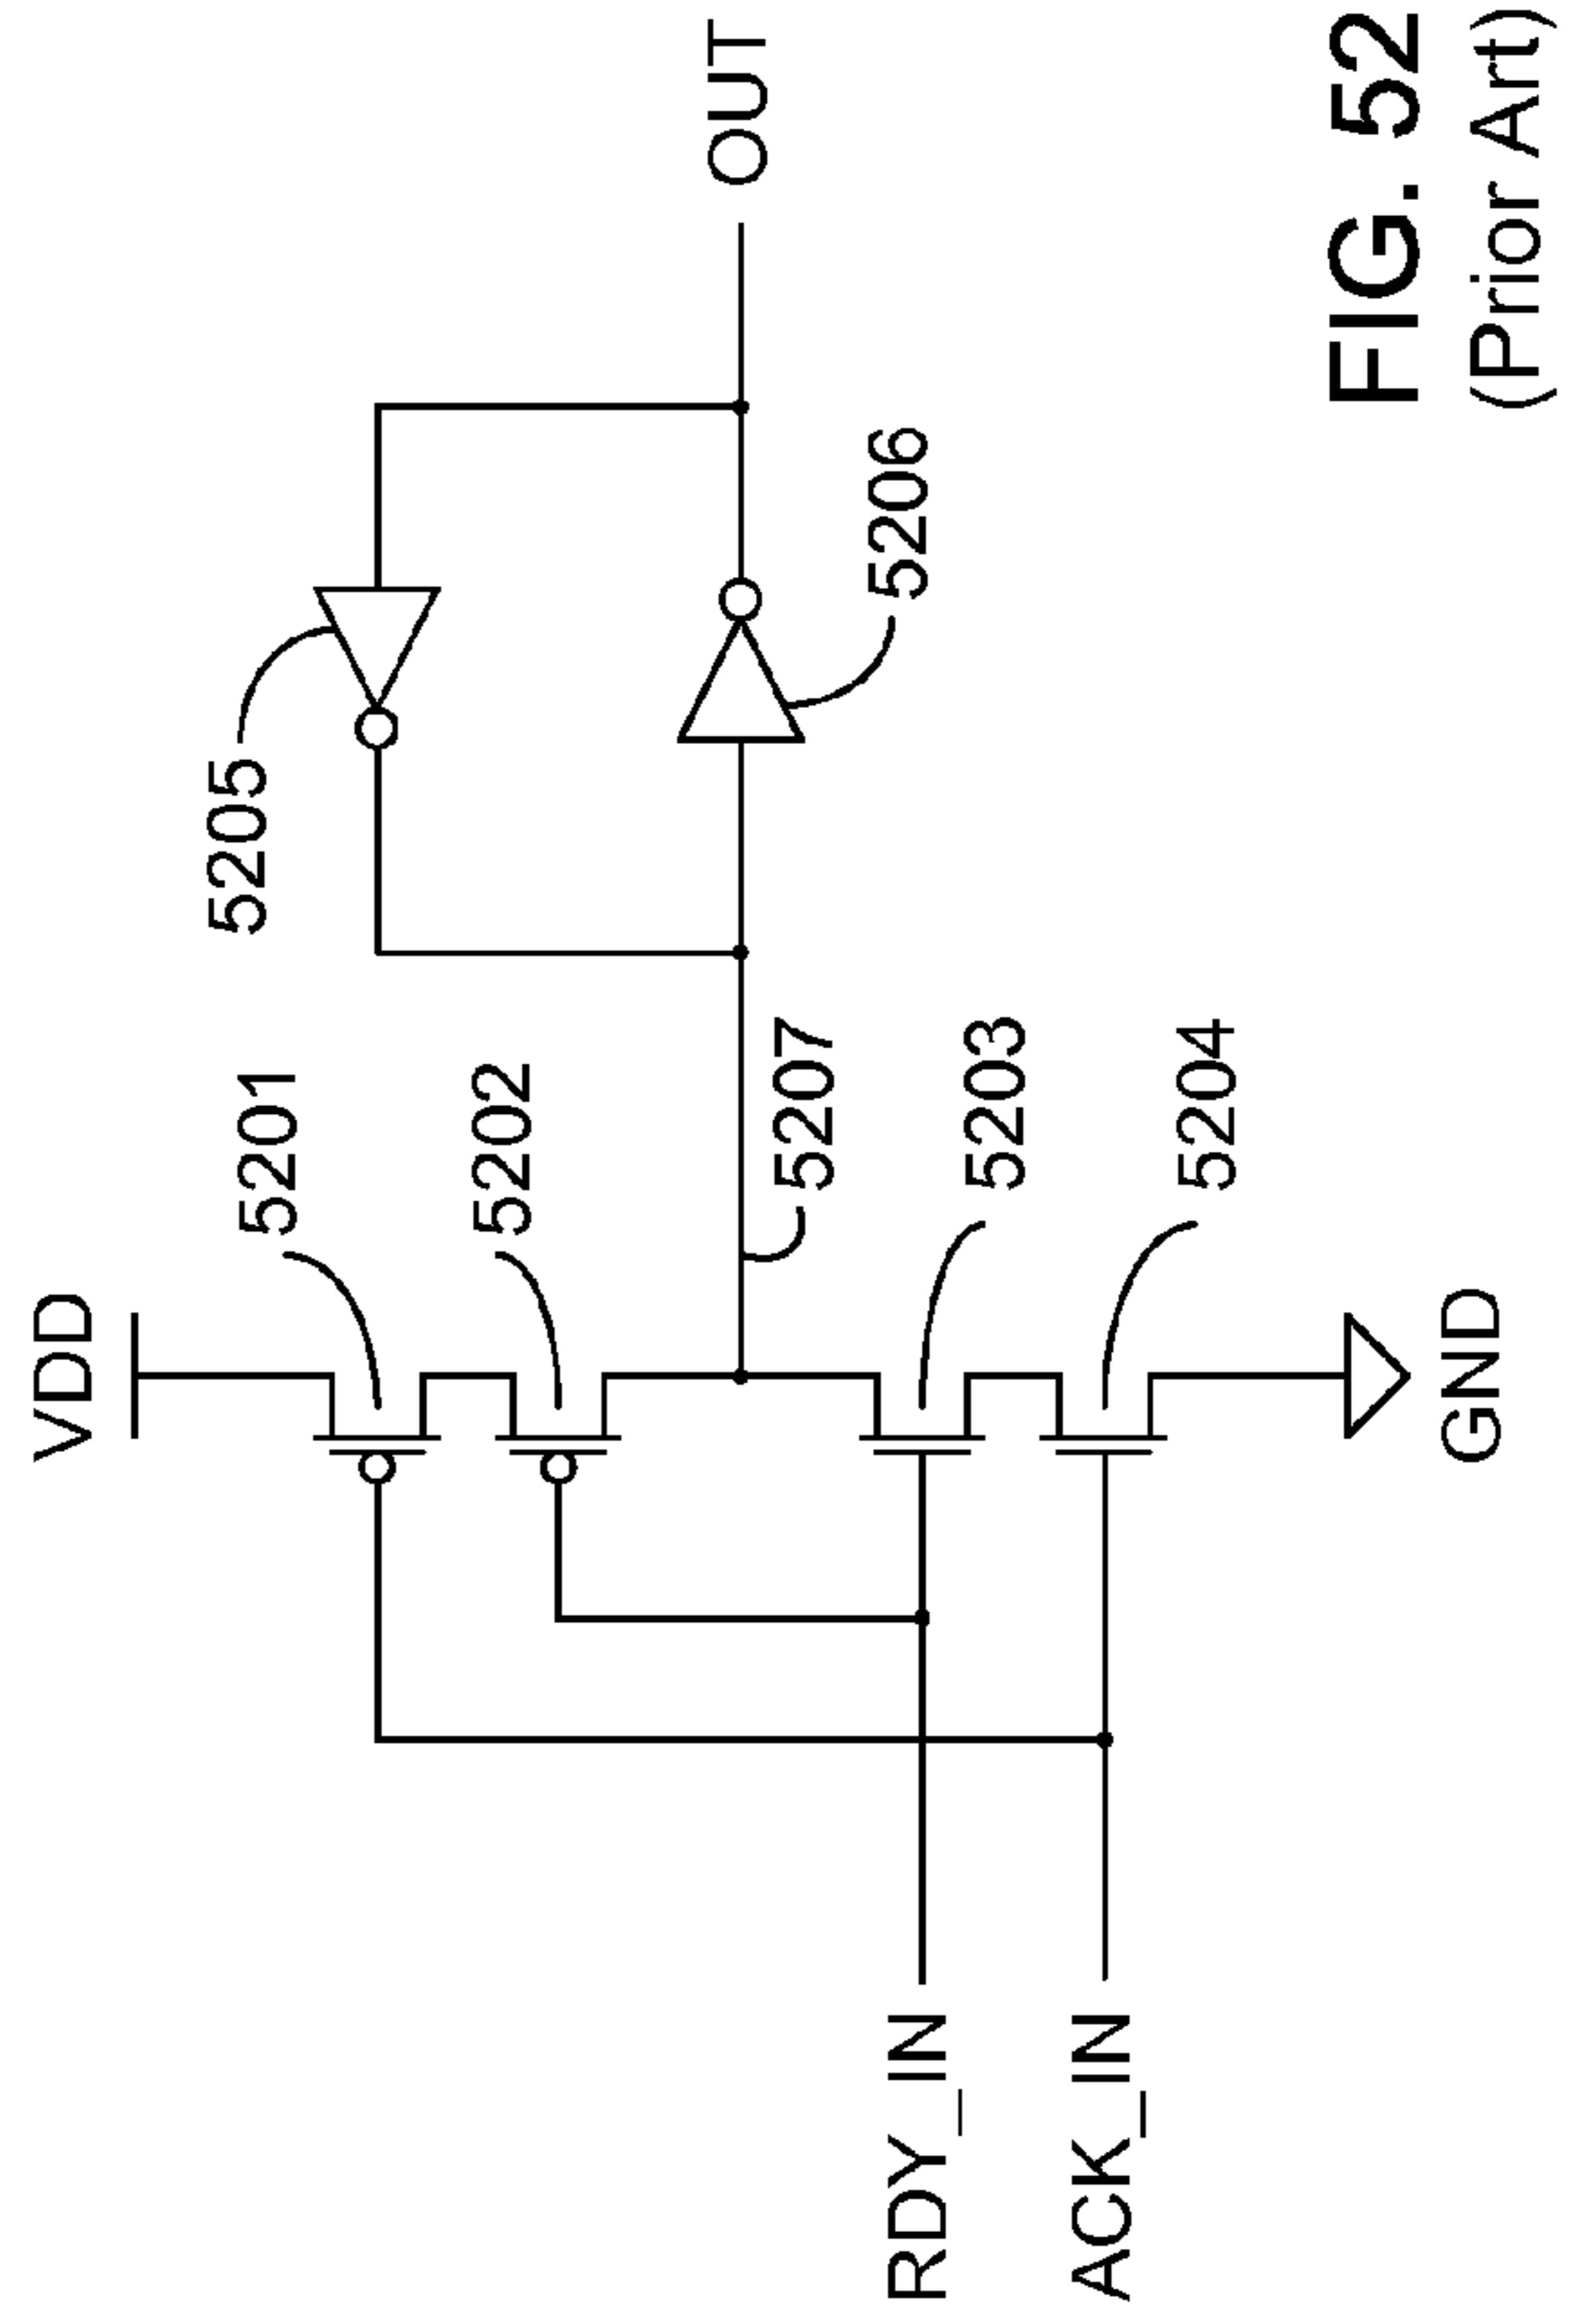 VDD
5201
5205
5202
OUT
5207
5206
RDY_IN
5203
ACK_IN
5204
GND
FIG. 52
(Prior Art)